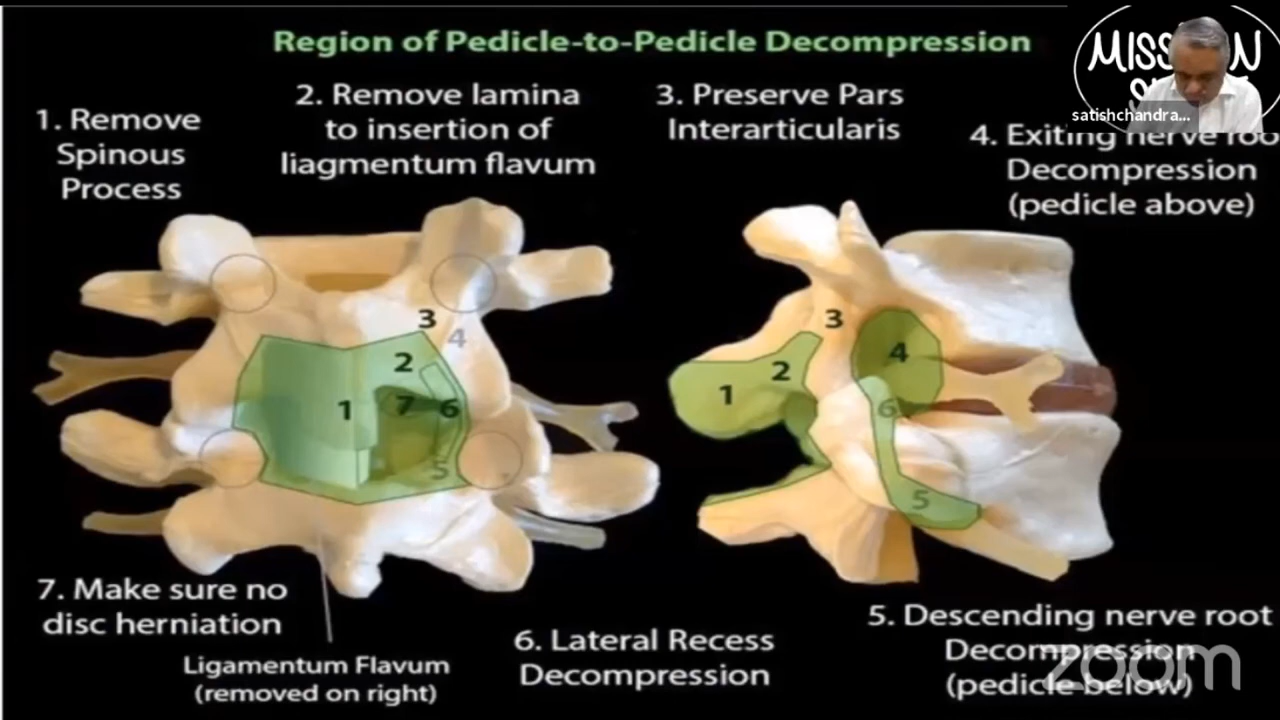 Region of Pedicle-to-Pedicle Decompression
MISSION
satishchandra...
1. Remove
Spinous
Process
2. Remove lamina
to insertion of
liagmentum flavum
3. Preserve Pars
Interarticularis
4. Exiting nerve roo
Decompression
(pedicle above)
3
4
2
1
7
6
5
3
4
2
1
6
5
7. Make sure no
disc herniation
Ligamentum Flavum
(removed on right)
6. Lateral Recess
Decompression
5. Descending nerve root
Decompression
(pedicle below)
zoom